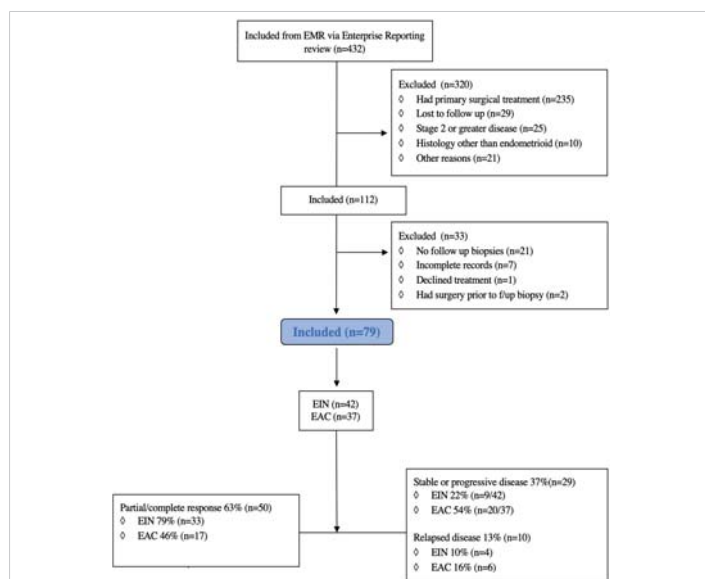 Included from EMR via Enterprise Reporting
review (n=432)
Excluded (n=320)
◊ Had primary surgical treatment (n=235)
◊ Lost to follow up (n=29)
◊ Stage 2 or greater disease (n=25)
◊ Histology other than endometrioid (n=10)
◊ Other reasons (n=21)
Included (n=112)
Excluded (n=33)
◊ No follow up biopsies (n=21)
◊ Incomplete records (n=7)
◊ Declined treatment (n=1)
◊ Had surgery prior to f/up biopsy (n=2)
Included (n=79)
EIN (n=42)
EAC (n=37)
Partial/complete response 63% (n=50)
◊ EIN 79% (n=33)
◊ EAC 46% (n=17)
Stable or progressive disease 37%(n=29)
◊ EIN 22% (n=9/42)
◊ EAC 54% (n=20/37)
Relapsed disease 13% (n=10)
◊ EIN 10% (n=4)
◊ EAC 16% (n=6)